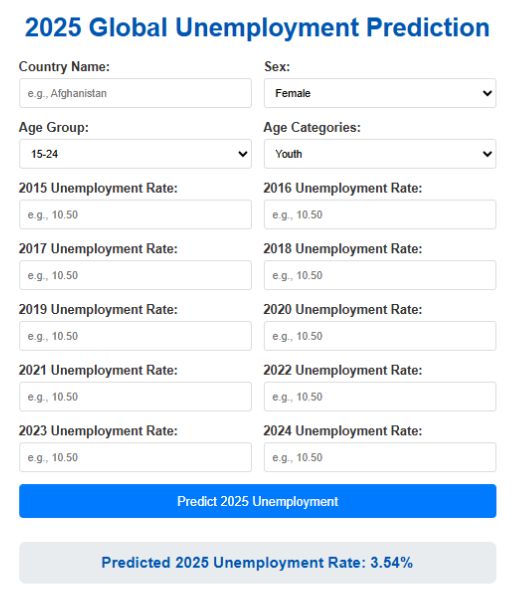 2025 Global Unemployment Prediction
Country Name: Sex:
e.g., Afghanistan Female
Age Group: Age Categories:
15-24 Youth
2015 Unemployment Rate: 2016 Unemployment Rate:
e.g., 10.50 e.g., 10.50
2017 Unemployment Rate: 2018 Unemployment Rate:
e.g., 10.50 e.g., 10.50
2019 Unemployment Rate: 2020 Unemployment Rate:
e.g., 10.50 e.g., 10.50
2021 Unemployment Rate: 2022 Unemployment Rate:
e.g., 10.50 e.g., 10.50
2023 Unemployment Rate: 2024 Unemployment Rate:
e.g., 10.50 e.g., 10.50
Predict 2025 Unemployment
Predicted 2025 Unemployment Rate: 3.54%